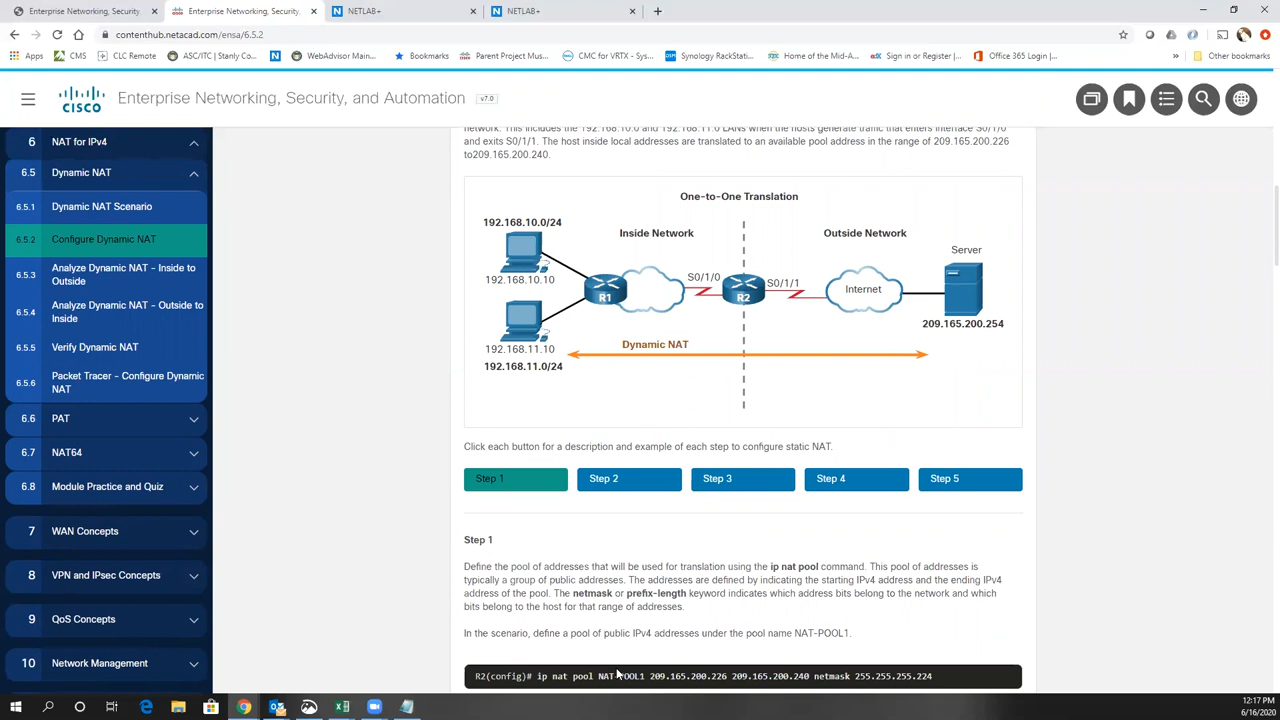 Enterprise Networking, Security,
Enterprise Networking, Security,
NETLAB+
NETLAB+
contenthub.netacad.com/ensa/6.5.2
Apps
CMS
CLC Remote
ASC/ITC | Stanly Co...
WebAdvisor Main...
Bookmarks
Parent Project Mus...
CMC for VRTX - Sy...
Synology RackStati...
Home of the Mid-A...
Sign in or Register |...
Office 365 Login |...
»
Other bookmarks
CISCO
Enterprise Networking, Security, and Automation
v7.0
6 NAT for IPv4
6.5 Dynamic NAT
6.5.1 Dynamic NAT Scenario
6.5.2 Configure Dynamic NAT
6.5.3 Analyze Dynamic NAT - Inside to
Outside
6.5.4 Analyze Dynamic NAT - Outside to
Inside
6.5.5 Verify Dynamic NAT
6.5.6 Packet Tracer - Configure Dynamic
NAT
6.6 PAT
6.7 NAT64
6.8 Module Practice and Quiz
7 WAN Concepts
8 VPN and IPsec Concepts
9 QoS Concepts
10 Network Management
network. This includes the 192.168.10.0 and 192.168.11.0 LANs when the hosts generate traffic that enters interface S0/1/0
and exits S0/1/1. The host inside local addresses are translated to an available pool address in the range of 209.165.200.226
to209.165.200.240.
One-to-One Translation
192.168.10.0/24
Inside Network
Outside Network
Server
192.168.10.10
S0/1/0
S0/1/1
R1
R2
Internet
209.165.200.254
192.168.11.10
Dynamic NAT
192.168.11.0/24
Click each button for a description and example of each step to configure static NAT.
Step 1
Step 2
Step 3
Step 4
Step 5
Step 1
Define the pool of addresses that will be used for translation using the ip nat pool command. This pool of addresses is
typically a group of public addresses. The addresses are defined by indicating the starting IPv4 address and the ending IPv4
address of the pool. The netmask or prefix-length keyword indicates which address bits belong to the network and which
bits belong to the host for that range of addresses.
In the scenario, define a pool of public IPv4 addresses under the pool name NAT-POOL1.
R2(config)# ip nat pool NAT-POOL1 209.165.200.226 209.165.200.240 netmask 255.255.255.224
12:17 PM
6/16/2020